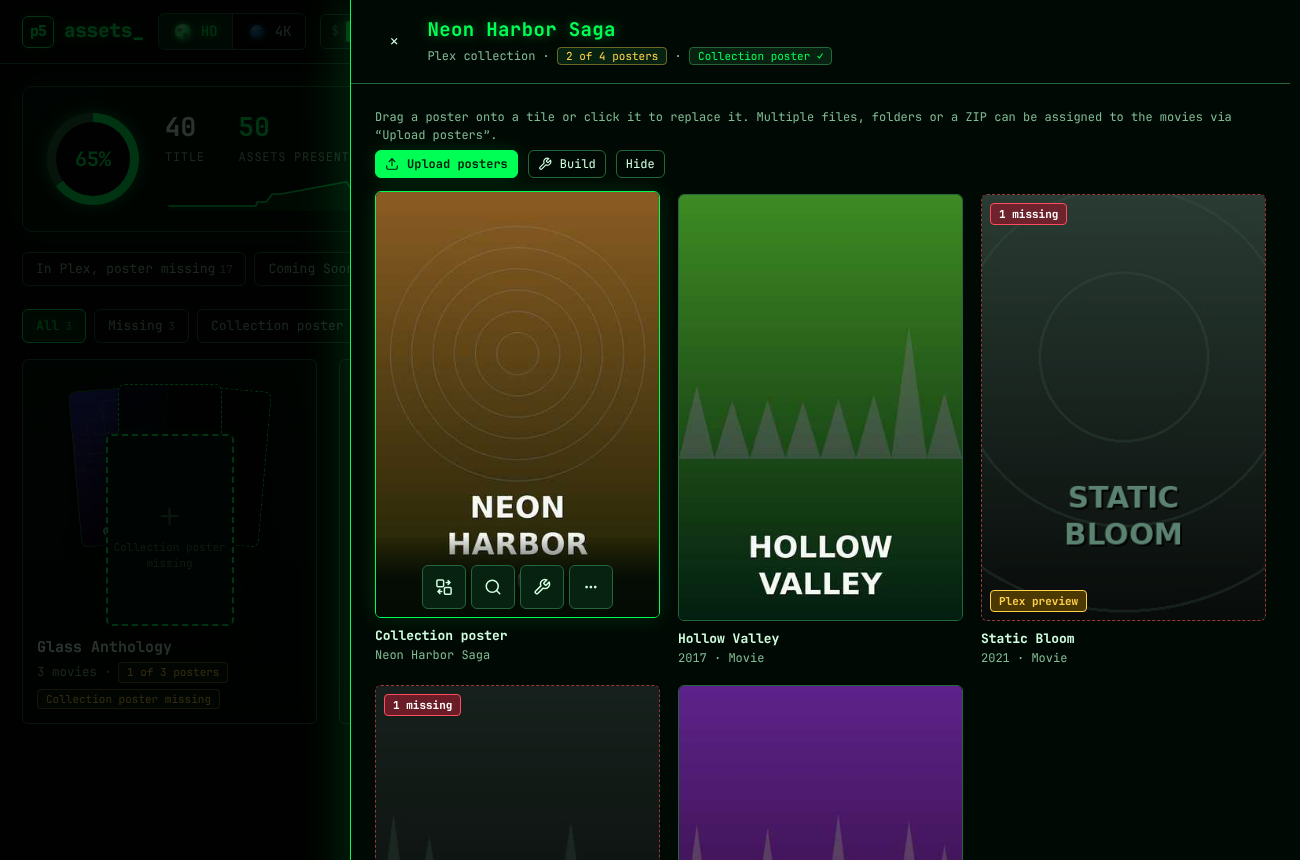 p5 assets_ HD 4K $
Neon Harbor Saga
× Plex collection · 2 of 4 posters · Collection poster ✓
65% 40 50
TITLE ASSETS PRESENT
In Plex, poster missing 17 Coming Soon
All 3 Missing 3 Collection poster
+
Collection poster
missing
Glass Anthology
3 movies · 1 of 3 posters
Collection poster missing
Drag a poster onto a tile or click it to replace it. Multiple files, folders or a ZIP can be assigned to the movies via
“Upload posters”.
Upload posters Build Hide
NEON
HARBOR
Collection poster
Neon Harbor Saga
HOLLOW
VALLEY
Hollow Valley
2017 · Movie
1 missing
STATIC
BLOOM
Plex preview
Static Bloom
2021 · Movie
1 missing